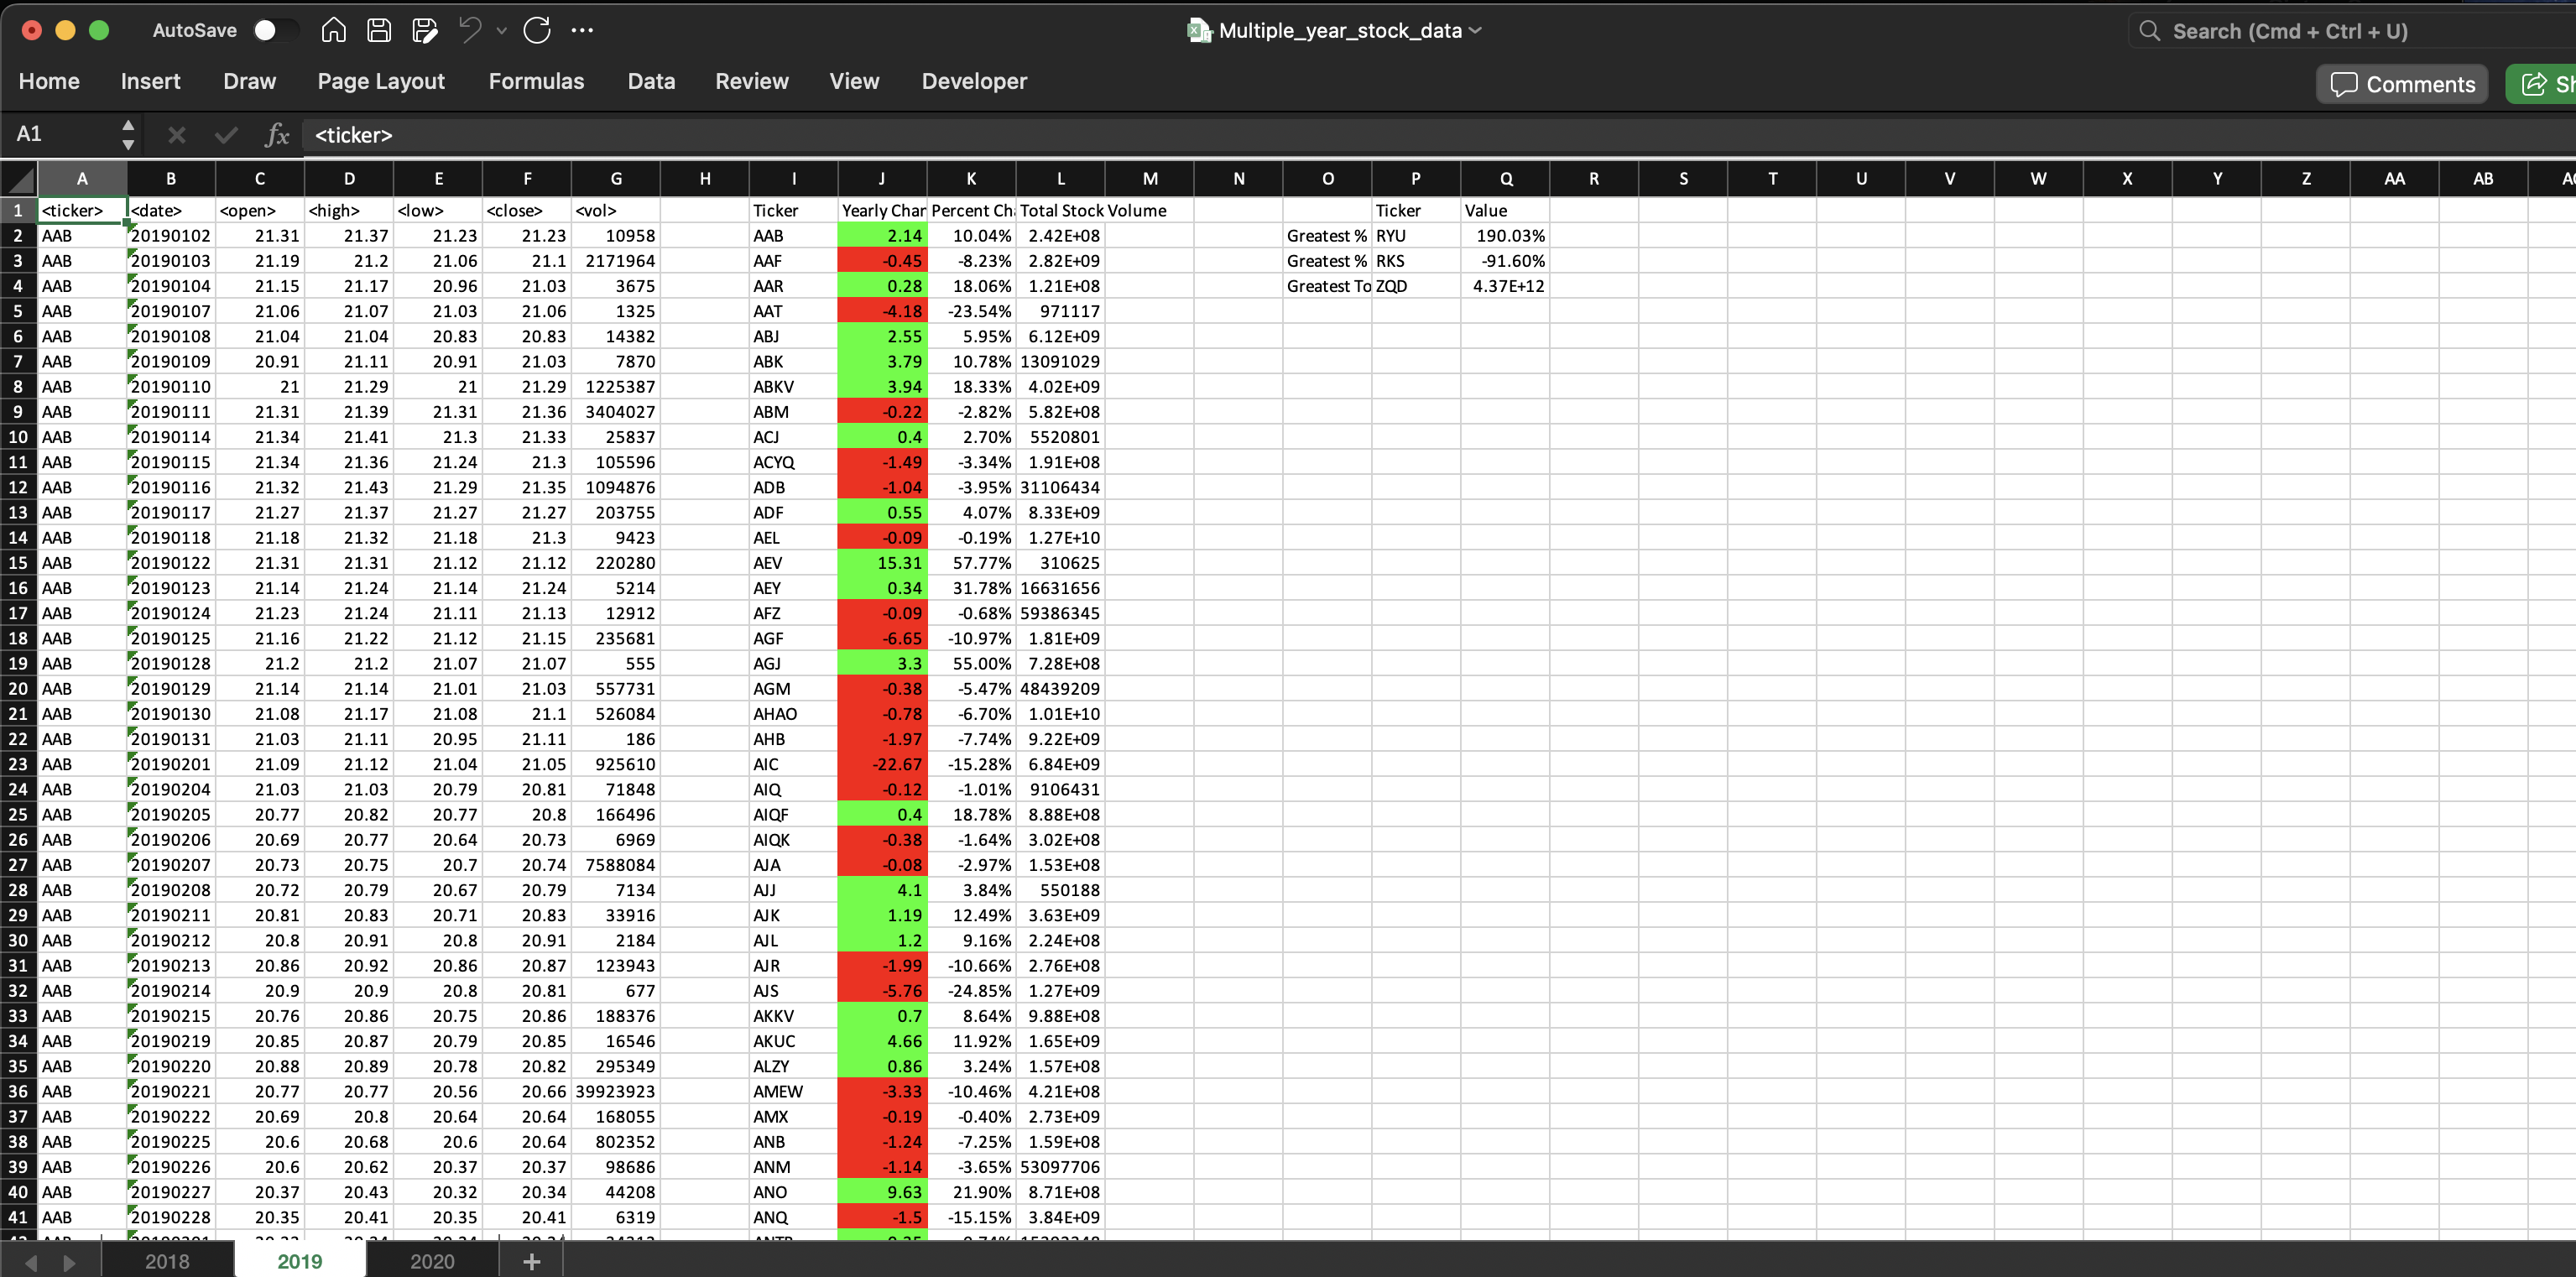 AutoSave Multiple_year_stock_data Search (Cmd + Ctrl + U)
Home Insert Draw Page Layout Formulas Data Review View Developer Comments Sh
A1 fx <ticker>
A B C D E F G H I J K L M N O P Q R S T U V W X Y Z AA AB
1 <ticker> <date> <open> <high> <low> <close> <vol> Ticker Yearly Char Percent Ch Total Stock Volume Ticker Value
2 AAB 20190102 21.31 21.37 21.23 21.23 10958 AAB 2.14 10.04% 2.42E+08 Greatest % RYU 190.03%
3 AAB 20190103 21.19 21.2 21.06 21.1 2171964 AAF -0.45 -8.23% 2.82E+09 Greatest % RKS -91.60%
4 AAB 20190104 21.15 21.17 20.96 21.03 3675 AAR 0.28 18.06% 1.21E+08 Greatest To ZQD 4.37E+12
5 AAB 20190107 21.06 21.07 21.03 21.06 1325 AAT -4.18 -23.54% 971117
6 AAB 20190108 21.04 21.04 20.83 20.83 14382 ABJ 2.55 5.95% 6.12E+09
7 AAB 20190109 20.91 21.11 20.91 21.03 7870 ABK 3.79 10.78% 13091029
8 AAB 20190110 21 21.29 21 21.29 1225387 ABKV 3.94 18.33% 4.02E+09
9 AAB 20190111 21.31 21.39 21.31 21.36 3404027 ABM -0.22 -2.82% 5.82E+08
10 AAB 20190114 21.34 21.41 21.3 21.33 25837 ACJ 0.4 2.70% 5520801
11 AAB 20190115 21.34 21.36 21.24 21.3 105596 ACYQ -1.49 -3.34% 1.91E+08
12 AAB 20190116 21.32 21.43 21.29 21.35 1094876 ADB -1.04 -3.95% 31106434
13 AAB 20190117 21.27 21.37 21.27 21.27 203755 ADF 0.55 4.07% 8.33E+09
14 AAB 20190118 21.18 21.32 21.18 21.3 9423 AEL -0.09 -0.19% 1.27E+10
15 AAB 20190122 21.31 21.31 21.12 21.12 220280 AEV 15.31 57.77% 310625
16 AAB 20190123 21.14 21.24 21.14 21.24 5214 AEY 0.34 31.78% 16631656
17 AAB 20190124 21.23 21.24 21.11 21.13 12912 AFZ -0.09 -0.68% 59386345
18 AAB 20190125 21.16 21.22 21.12 21.15 235681 AGF -6.65 -10.97% 1.81E+09
19 AAB 20190128 21.2 21.2 21.07 21.07 555 AGJ 3.3 55.00% 7.28E+08
20 AAB 20190129 21.14 21.14 21.01 21.03 557731 AGM -0.38 -5.47% 48439209
21 AAB 20190130 21.08 21.17 21.08 21.1 526084 AHAO -0.78 -6.70% 1.01E+10
22 AAB 20190131 21.03 21.11 20.95 21.11 186 AHB -1.97 -7.74% 9.22E+09
23 AAB 20190201 21.09 21.12 21.04 21.05 925610 AIC -22.67 -15.28% 6.84E+09
24 AAB 20190204 21.03 21.03 20.79 20.81 71848 AIQ -0.12 -1.01% 9106431
25 AAB 20190205 20.77 20.82 20.77 20.8 166496 AIQF 0.4 18.78% 8.88E+08
26 AAB 20190206 20.69 20.77 20.64 20.73 6969 AIQK -0.38 -1.64% 3.02E+08
27 AAB 20190207 20.73 20.75 20.7 20.74 7588084 AJA -0.08 -2.97% 1.53E+08
28 AAB 20190208 20.72 20.79 20.67 20.79 7134 AJJ 4.1 3.84% 550188
29 AAB 20190211 20.81 20.83 20.71 20.83 33916 AJK 1.19 12.49% 3.63E+09
30 AAB 20190212 20.8 20.91 20.8 20.91 2184 AJL 1.2 9.16% 2.24E+08
31 AAB 20190213 20.86 20.92 20.86 20.87 123943 AJR -1.99 -10.66% 2.76E+08
32 AAB 20190214 20.9 20.9 20.8 20.81 677 AJS -5.76 -24.85% 1.27E+09
33 AAB 20190215 20.76 20.86 20.75 20.86 188376 AKKV 0.7 8.64% 9.88E+08
34 AAB 20190219 20.85 20.87 20.79 20.85 16546 AKUC 4.66 11.92% 1.65E+09
35 AAB 20190220 20.88 20.89 20.78 20.82 295349 ALZY 0.86 3.24% 1.57E+08
36 AAB 20190221 20.77 20.77 20.56 20.66 39923923 AMEW -3.33 -10.46% 4.21E+08
37 AAB 20190222 20.69 20.8 20.64 20.64 168055 AMX -0.19 -0.40% 2.73E+09
38 AAB 20190225 20.6 20.68 20.6 20.64 802352 ANB -1.24 -7.25% 1.59E+08
39 AAB 20190226 20.6 20.62 20.37 20.37 98686 ANM -1.14 -3.65% 53097706
40 AAB 20190227 20.37 20.43 20.32 20.34 44208 ANO 9.63 21.90% 8.71E+08
41 AAB 20190228 20.35 20.41 20.35 20.41 6319 ANQ -1.5 -15.15% 3.84E+09
2018 2019 2020